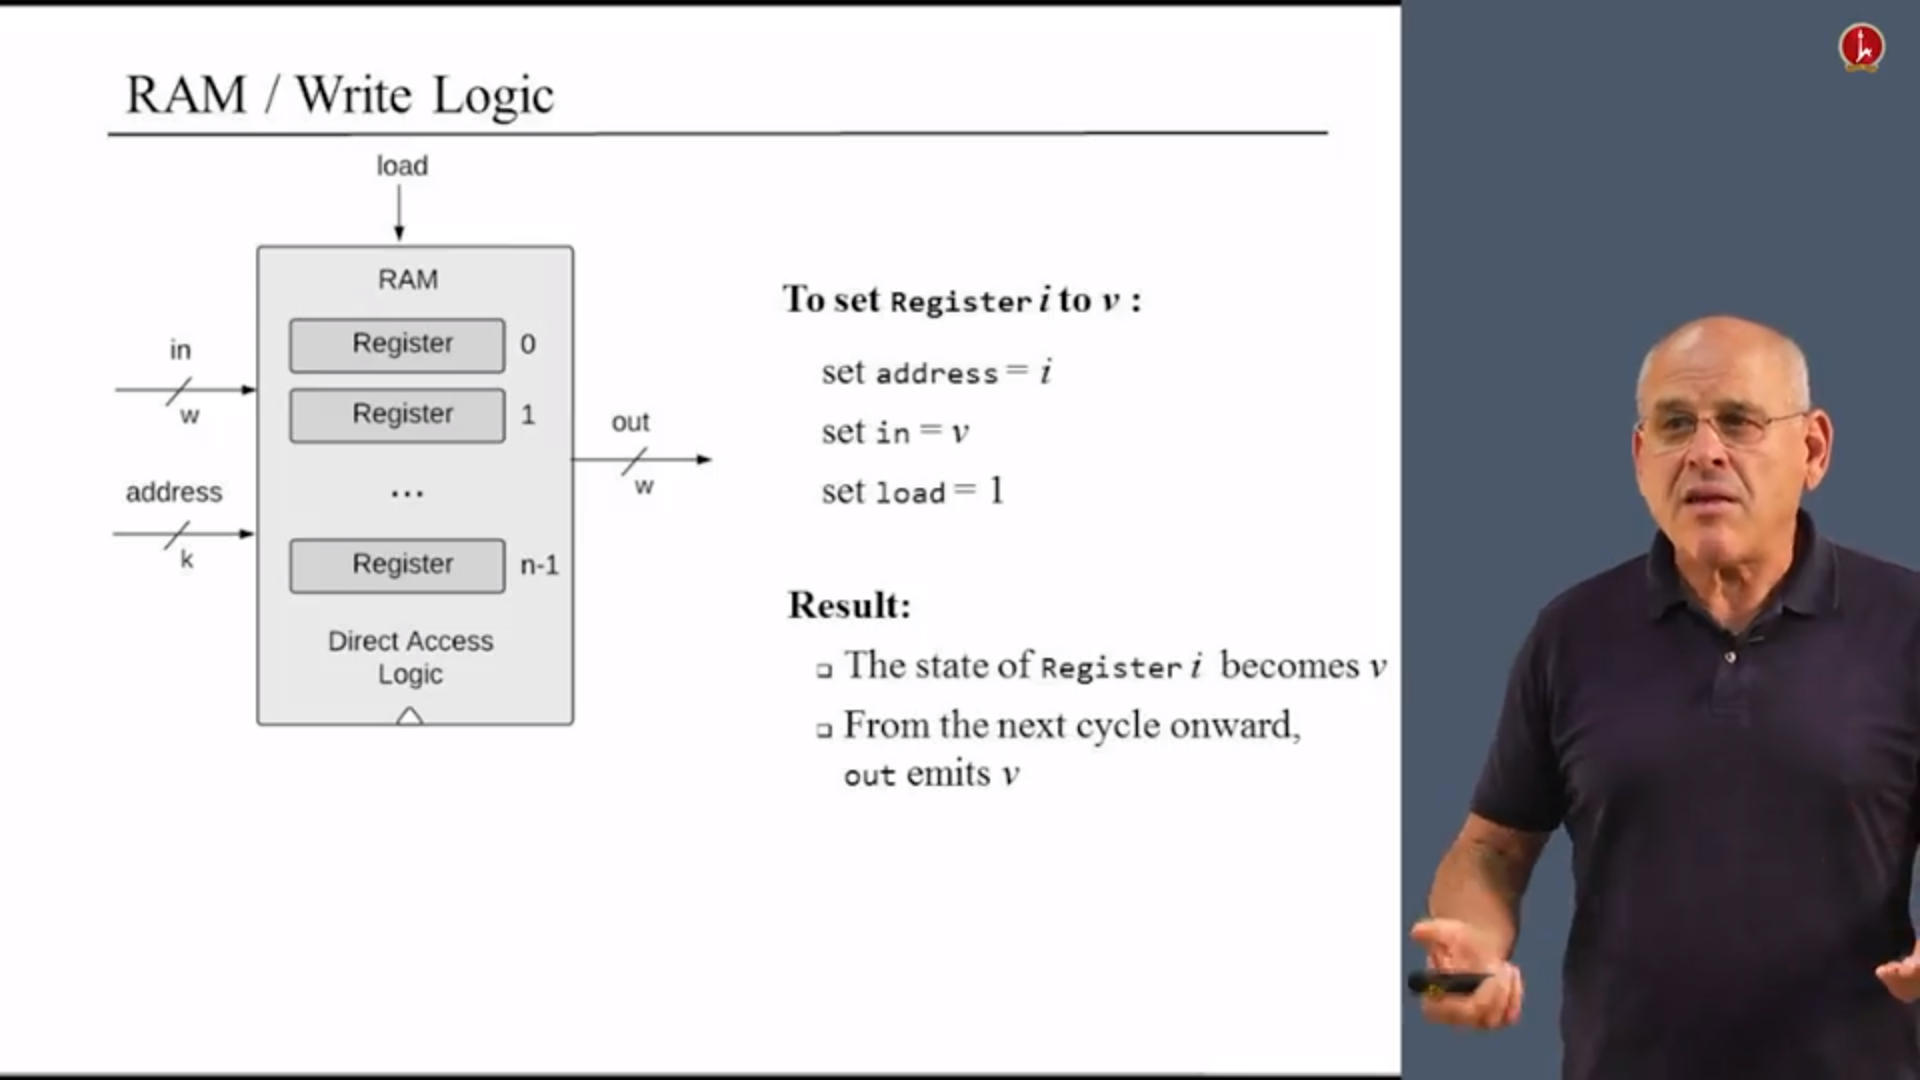 RAM / Write Logic
load
RAM
Register 0
in
w
Register 1
out
w
address
k
...
Register n-1
Direct Access
Logic
To set Register i to v :
set address = i
set in = v
set load = 1
Result:
The state of Register i becomes v
From the next cycle onward,
out emits v